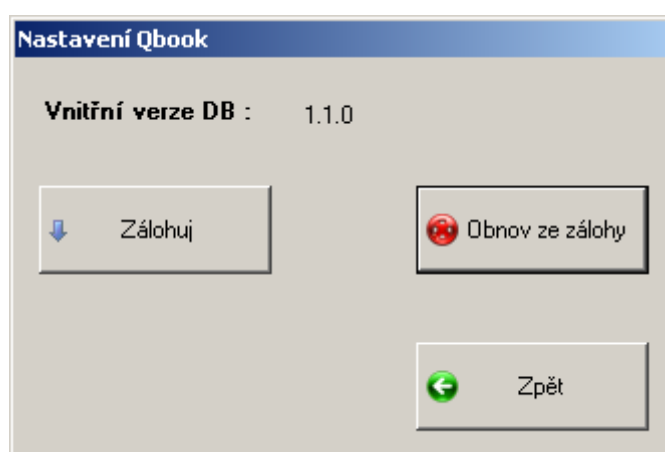 Nastavení Qbook
Vnitřní verze DB : 1.1.0
Zálohuj
Obnov ze zálohy
Zpět